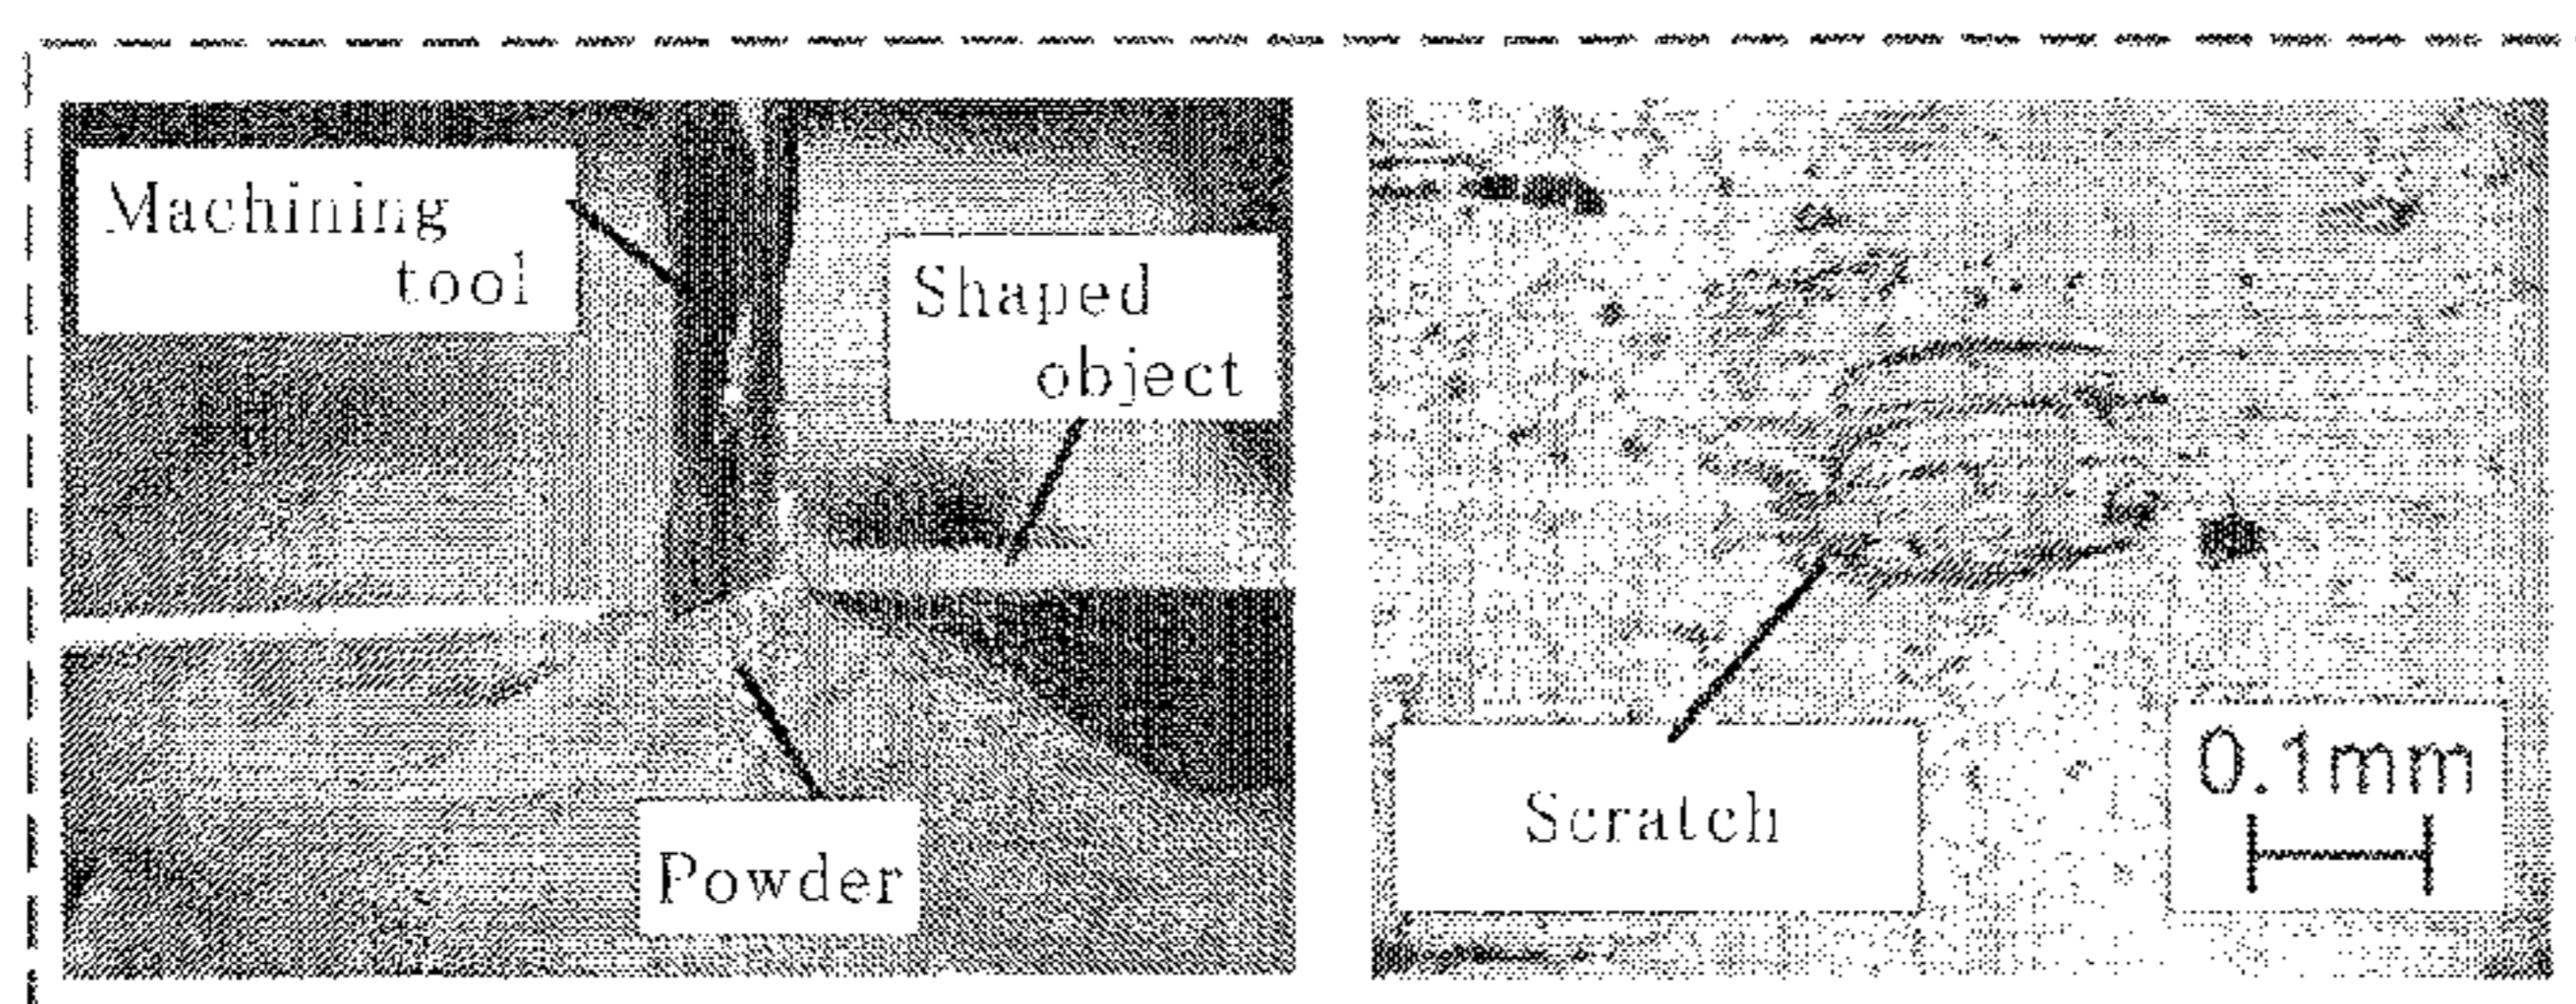 Machining
tool
Shaped
object
Powder
Scratch
0.1mm